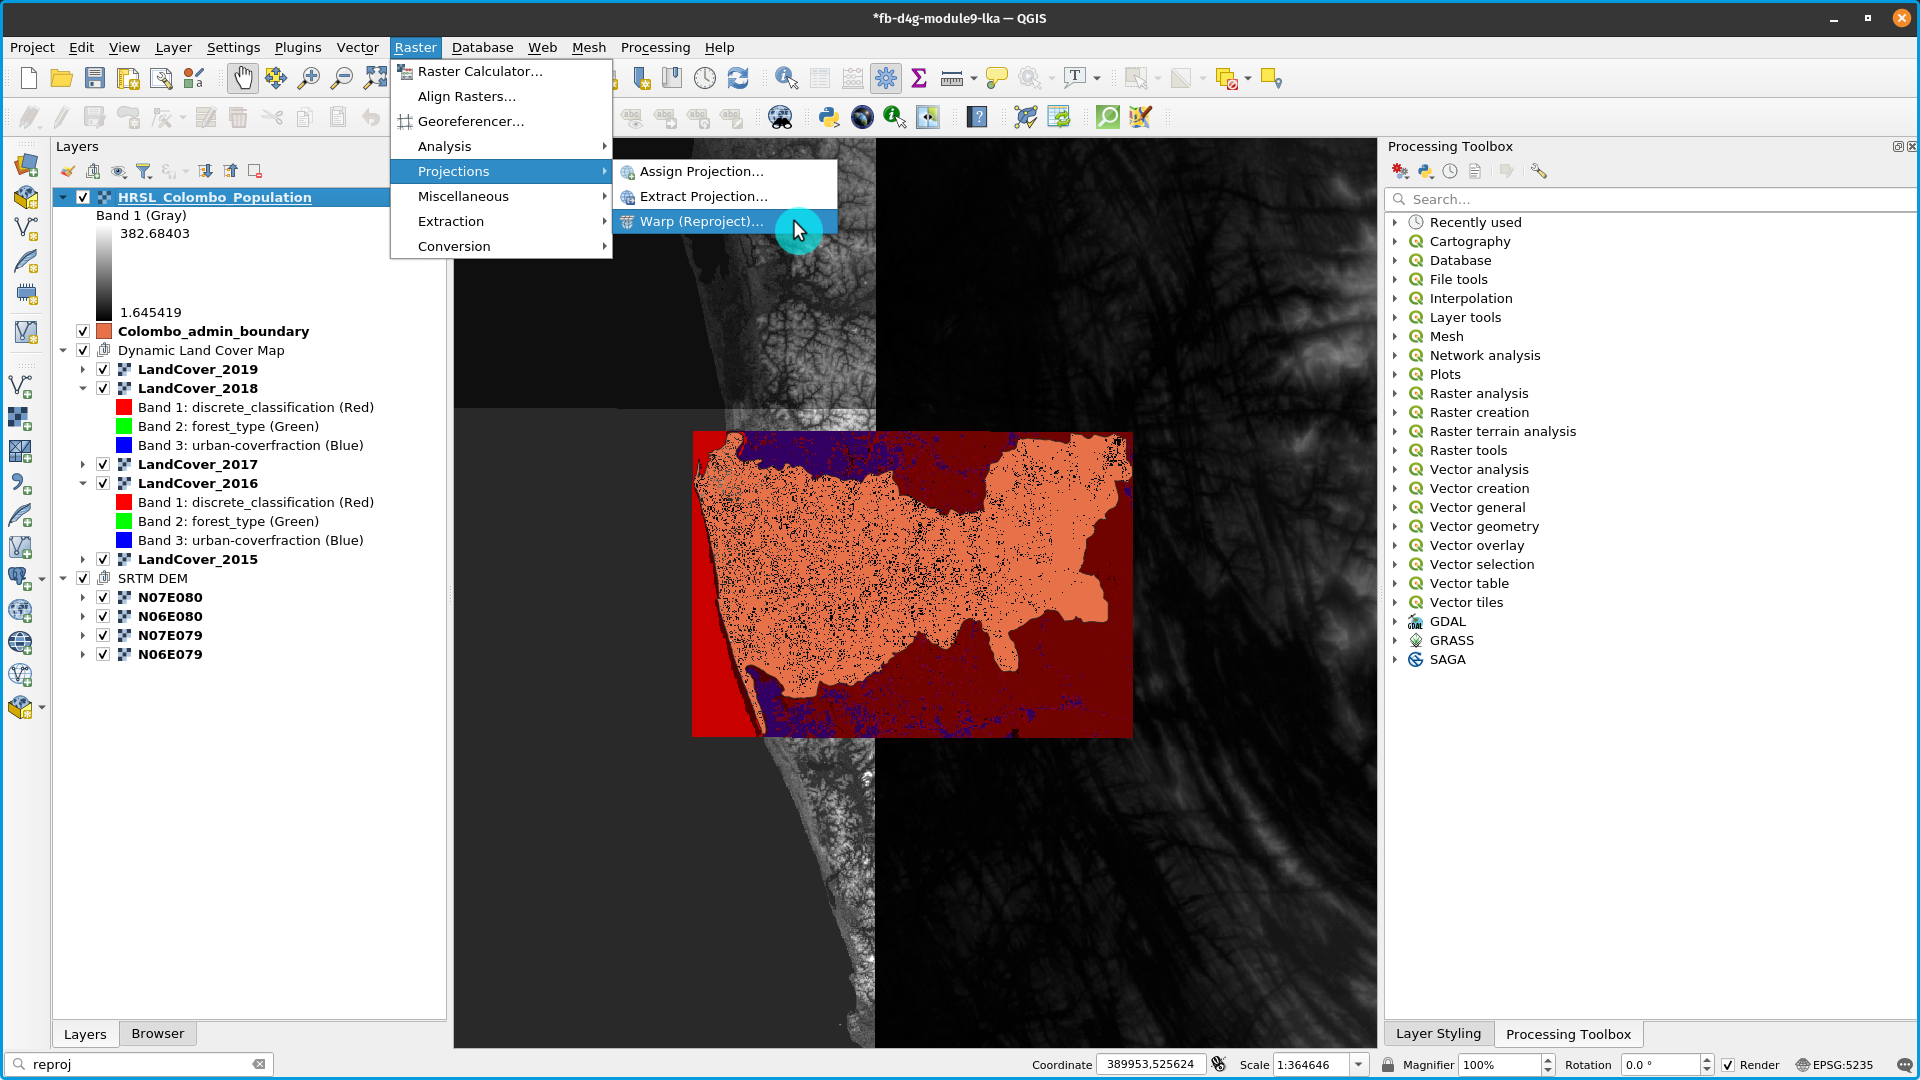 *fb-d4g-module9-lka — QGIS
Project Edit View Layer Settings Plugins Vector Raster Database Web Mesh Processing Help
Raster Calculator…
Align Rasters…
Georeferencer…
Analysis
Projections
Miscellaneous
Extraction
Conversion
Assign Projection…
Extract Projection…
Warp (Reproject)…
Layers
HRSL_Colombo_Population
Band 1 (Gray)
382.68403
1.645419
Colombo_admin_boundary
Dynamic Land Cover Map
LandCover_2019
LandCover_2018
Band 1: discrete_classification (Red)
Band 2: forest_type (Green)
Band 3: urban-coverfraction (Blue)
LandCover_2017
LandCover_2016
Band 1: discrete_classification (Red)
Band 2: forest_type (Green)
Band 3: urban-coverfraction (Blue)
LandCover_2015
SRTM DEM
N07E080
N06E080
N07E079
N06E079
Layers Browser
Processing Toolbox
Search…
Recently used
Cartography
Database
File tools
Interpolation
Layer tools
Mesh
Network analysis
Plots
Raster analysis
Raster creation
Raster terrain analysis
Raster tools
Vector analysis
Vector creation
Vector general
Vector geometry
Vector overlay
Vector selection
Vector table
Vector tiles
GDAL
GRASS
SAGA
Layer Styling Processing Toolbox
reproj
Coordinate 389953,525624 Scale 1:364646 Magnifier 100% Rotation 0.0 ° Render EPSG:5235